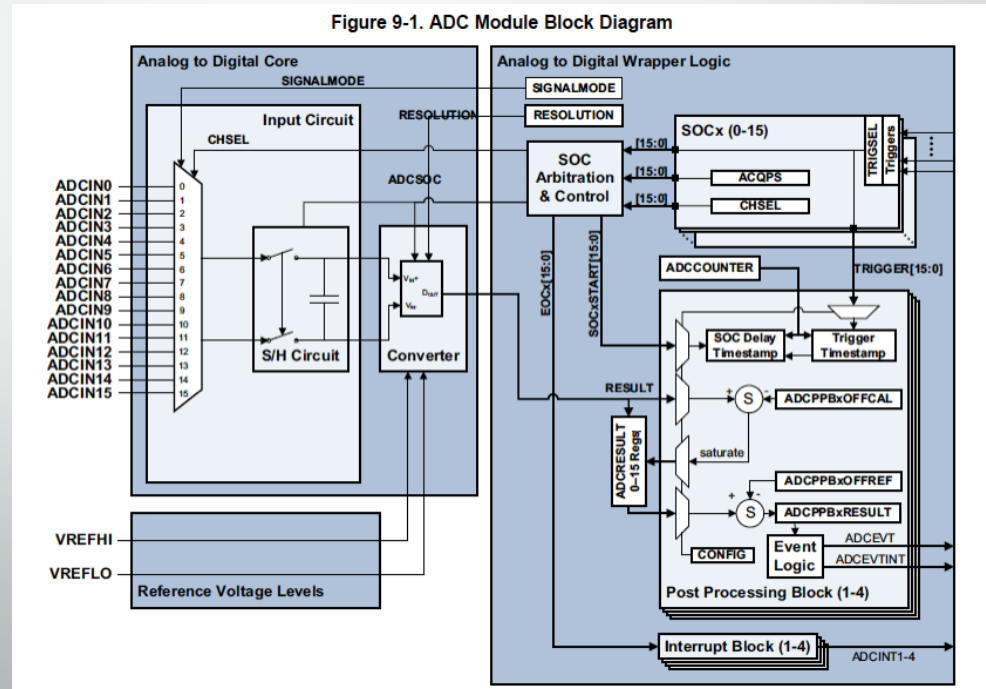 Figure 9-1. ADC Module Block Diagram
Analog to Digital Core
Analog to Digital Wrapper Logic
SIGNALMODE
SIGNALMODE
Input Circuit
RESOLUTION
RESOLUTION
CHSEL
ADCSOC
SOC
Arbitration
& Control
[15:0]
[15:0]
[15:0]
SOCx (0-15)
ACQPS
CHSEL
TRIGSEL
Triggers
ADCIN0
ADCIN1
ADCIN2
ADCIN3
ADCIN4
ADCIN5
ADCIN6
ADCIN7
ADCIN8
ADCIN9
ADCIN10
ADCIN11
ADCIN12
ADCIN13
ADCIN14
ADCIN15
0
1
2
3
4
5
6
7
8
9
10
11
12
13
14
15
S/H Circuit
VIN+
DOUT
VIN-
Converter
EOCx[15:0]
SOCxSTART[15:0]
ADCCOUNTER
TRIGGER[15:0]
SOC Delay
Timestamp
Trigger
Timestamp
RESULT
+
-
S
ADCPPBxOFFCAL
saturate
ADCRESULT
0–15 Regs
ADCPPBxOFFREF
+
-
S
ADCPPBxRESULT
CONFIG
Event
Logic
ADCEVT
ADCEVTINT
Post Processing Block (1-4)
Interrupt Block (1-4)
ADCINT1-4
VREFHI
VREFLO
Reference Voltage Levels